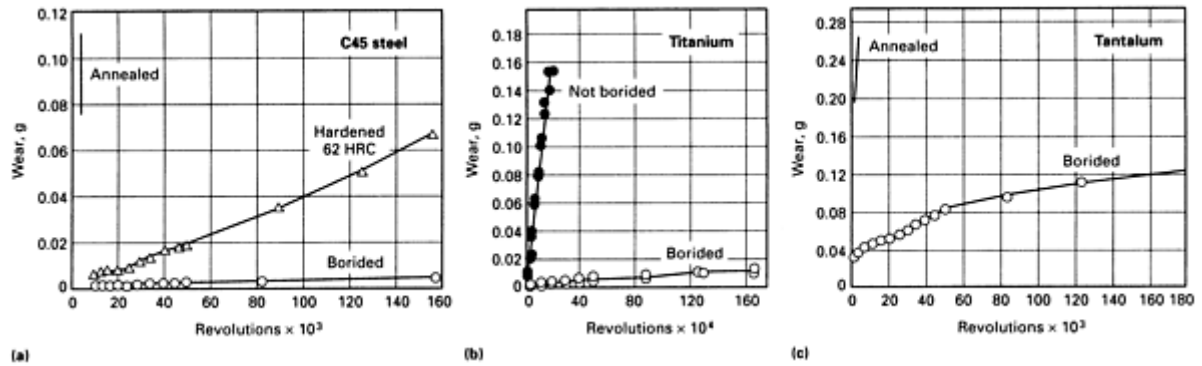 0.12
C45 steel
0.10
Annealed
0.08
Hardened
62 HRC
0.06
0.04
0.02
Borided
0
0 20 40 60 80 100 120 140 160
Wear, g
Revolutions × 10³
(a)
0.18
Titanium
0.16
Not borided
0.14
0.12
0.10
0.08
0.06
0.04
Borided
0.02
0
0 10 20 40 60 80 100 120 160
Wear, g
Revolutions × 10⁴
(b)
0.28
Annealed
Tantalum
0.24
0.20
0.16
Borided
0.12
0.08
0.04
0
0 20 40 60 80 100 120 140 160 180
Wear, g
Revolutions × 10³
(c)